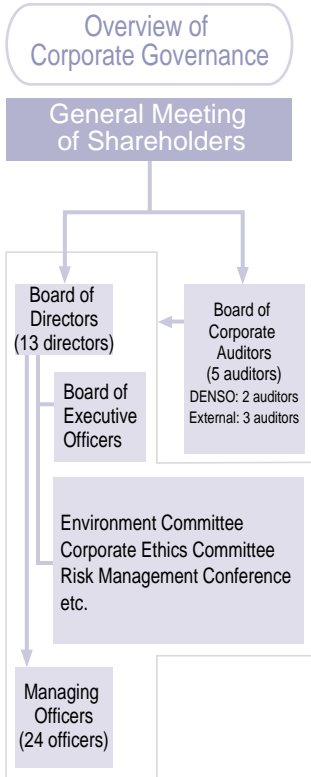 Overview of
Corporate Governance
General Meeting
of Shareholders
Board of
Directors
(13 directors)
Board of
Corporate
Auditors
(5 auditors)
DENSO: 2 auditors
External: 3 auditors
Board of
Executive
Officers
Environment Committee
Corporate Ethics Committee
Risk Management Conference
etc.
Managing
Officers
(24 officers)